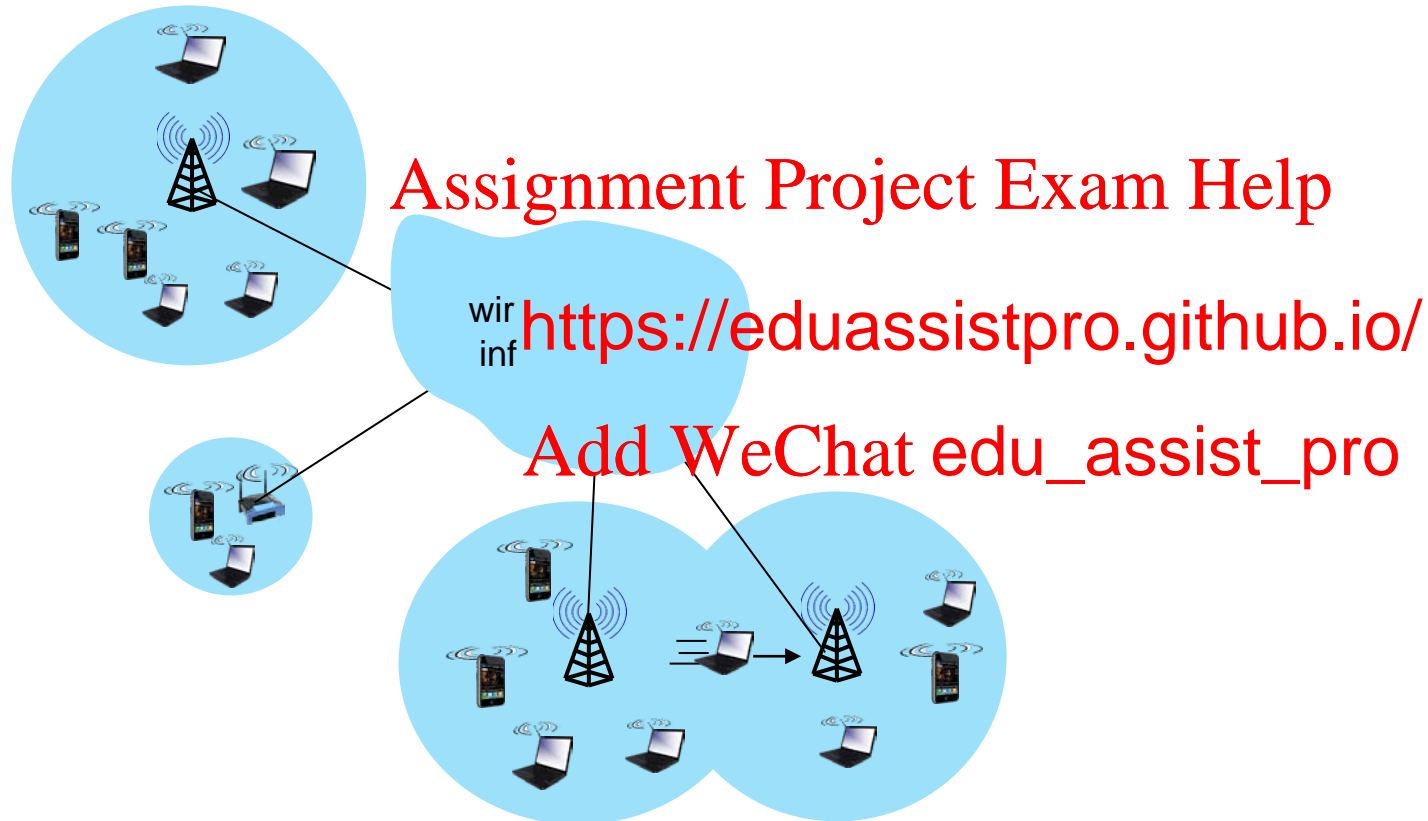 Assignment Project Exam Help
wir
https://eduassistpro.github.io/
inf
Add WeChat edu_assist_pro